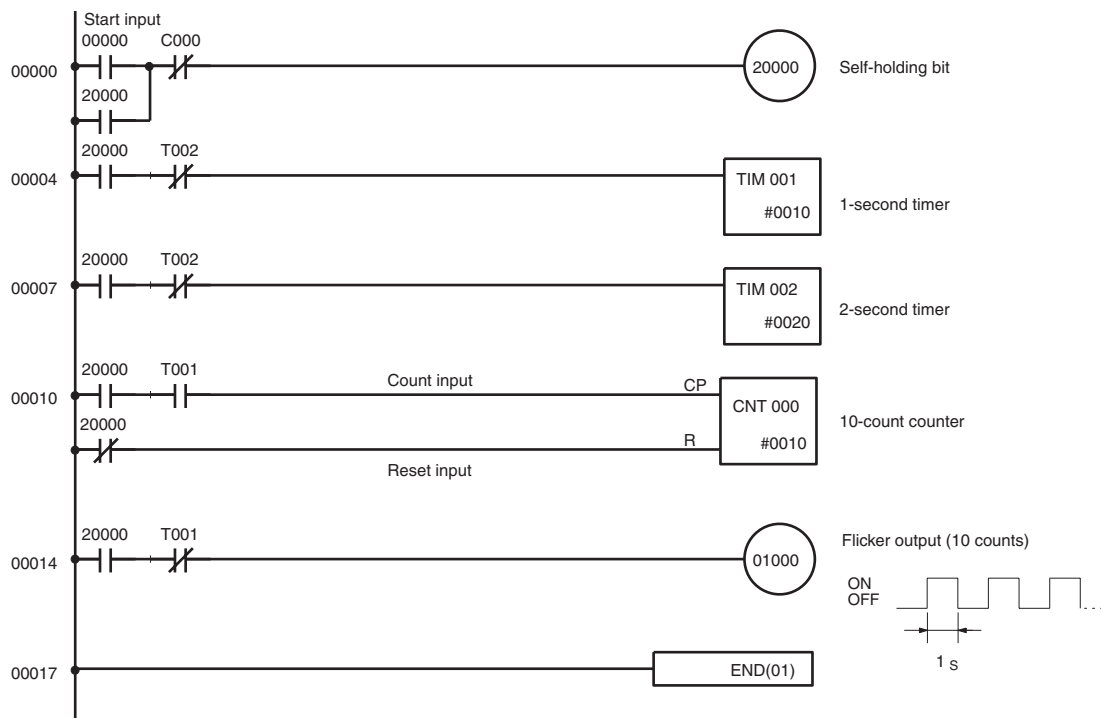 Start input
00000 C000
00000 20000 Self-holding bit
20000
20000 T002
00004 TIM 001
#0010 1-second timer
20000 T002
00007 TIM 002
#0020 2-second timer
20000 T001
00010 Count input CP
CNT 000
20000 10-count counter
R #0010
Reset input
20000 T001
Flicker output (10 counts)
00014 01000
ON
OFF
1 S
00017 END(01)